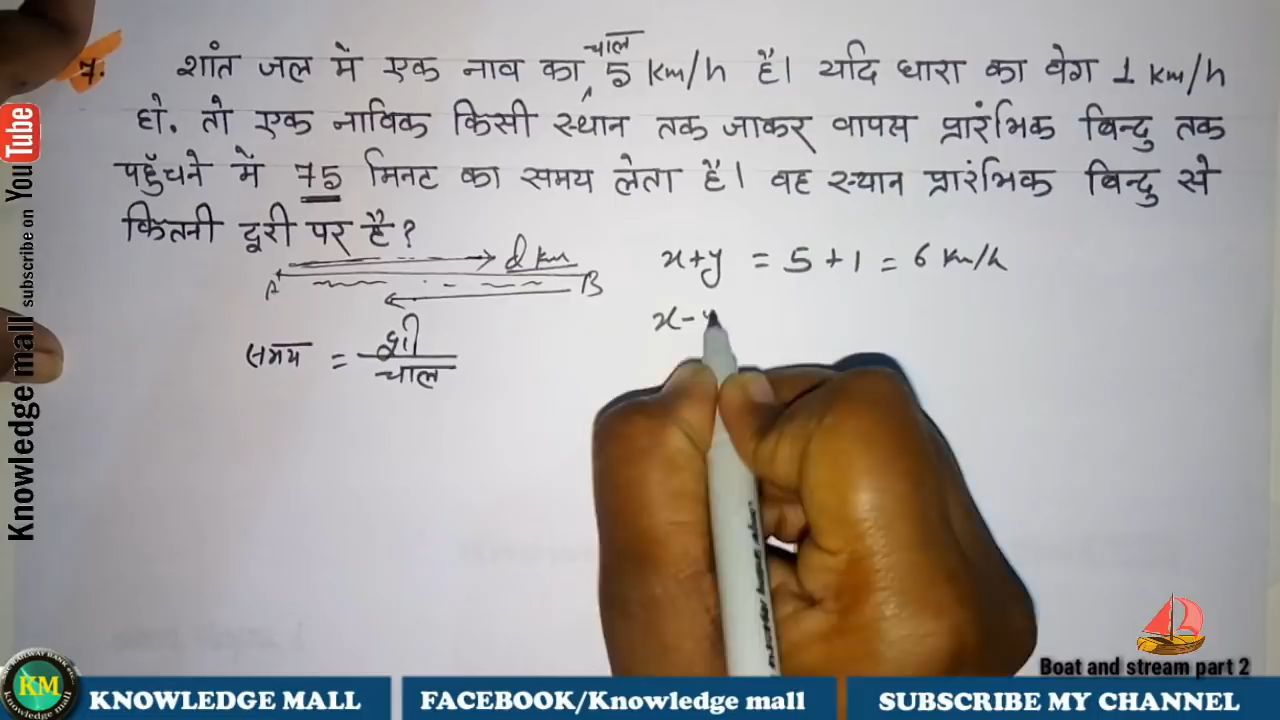 7. शांत जल में एक नाव का चाल 5 Km/h है। यदि धारा का वेग 1 Km/h
हो. तो एक नाविक किसी स्थान तक जाकर वापस प्रारंभिक बिन्दु तक
पहुँचने में 75 मिनट का समय लेता है। वह स्थान प्रारंभिक बिन्दु से
कितनी दूरी पर है?
d km
A B
x+y = 5+1 = 6 Km/h
x-
समय = दूरी / चाल
Knowledge mall subscribe on You Tube
Boat and stream part 2
KM
KNOWLEDGE MALL
FACEBOOK/Knowledge mall
SUBSCRIBE MY CHANNEL